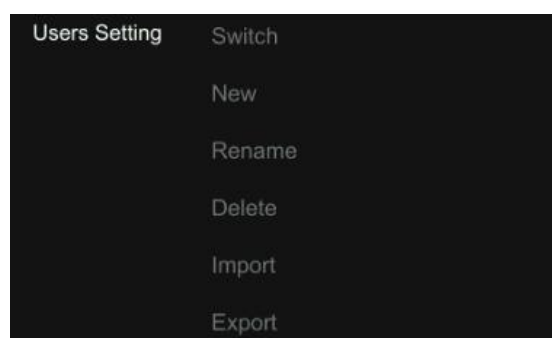 Users Setting Switch
New
Rename
Delete
Import
Export